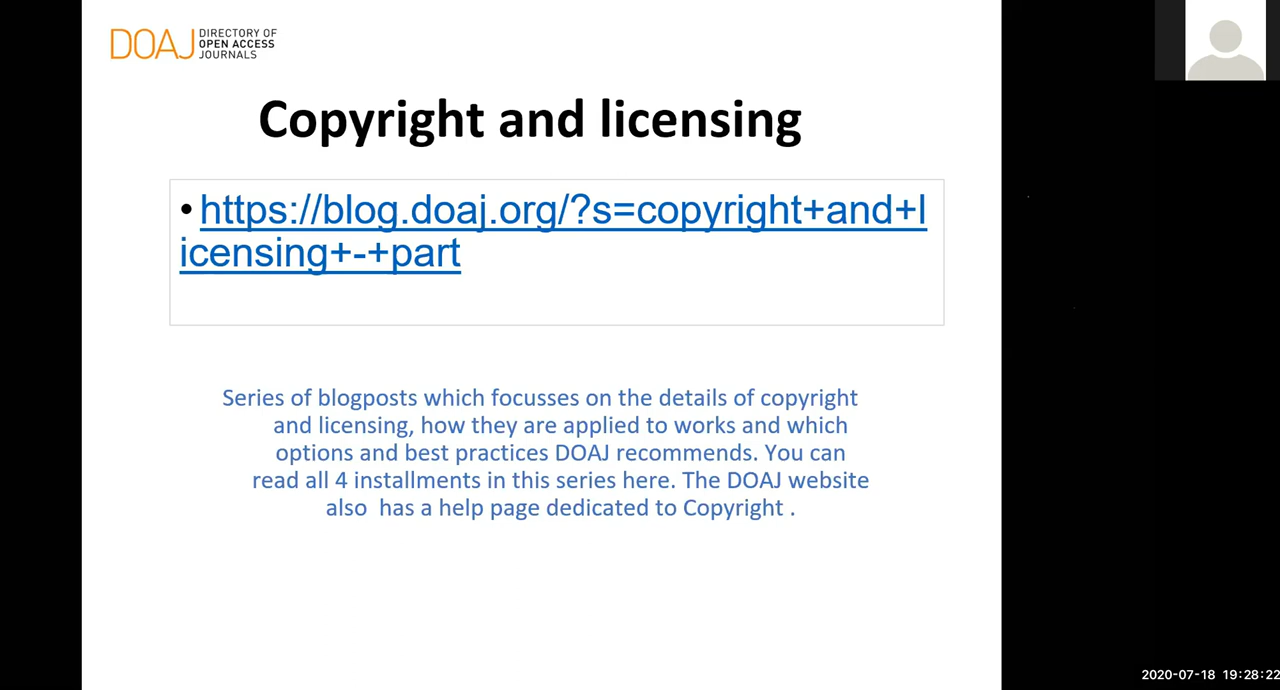 DOAJ DIRECTORY OF
OPEN ACCESS
JOURNALS
Copyright and licensing
• https://blog.doaj.org/?s=copyright+and+l
icensing+-+part
Series of blogposts which focusses on the details of copyright
and licensing, how they are applied to works and which
options and best practices DOAJ recommends. You can
read all 4 installments in this series here. The DOAJ website
also  has a help page dedicated to Copyright .
2020-07-18 19:28:22